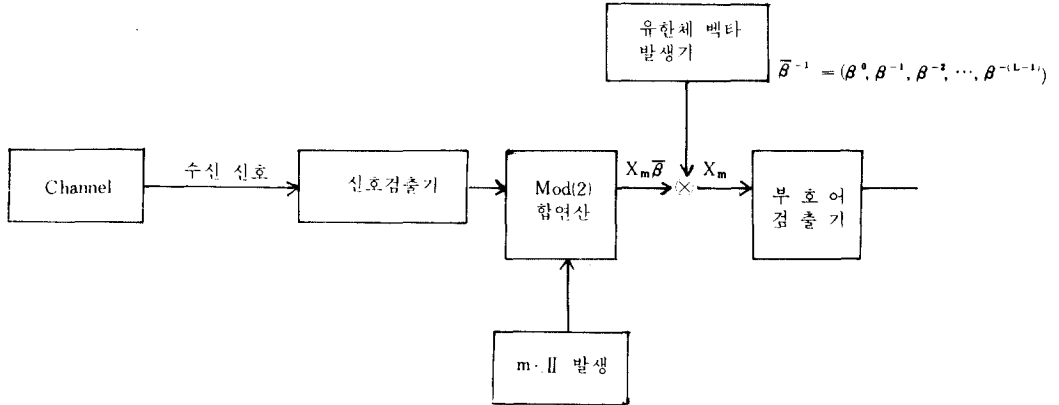 유한체 벡타
발생기
β̅⁻¹ = (β⁰, β⁻¹, β⁻², ⋯, β⁻⁽ᴸ⁻¹⁾)
Channel
수신 신호
신호검출기
Mod(2)
합연산
X_m β̅
⊗
X_m
부 호 어
검 출 기
m·Ⅱ 발생